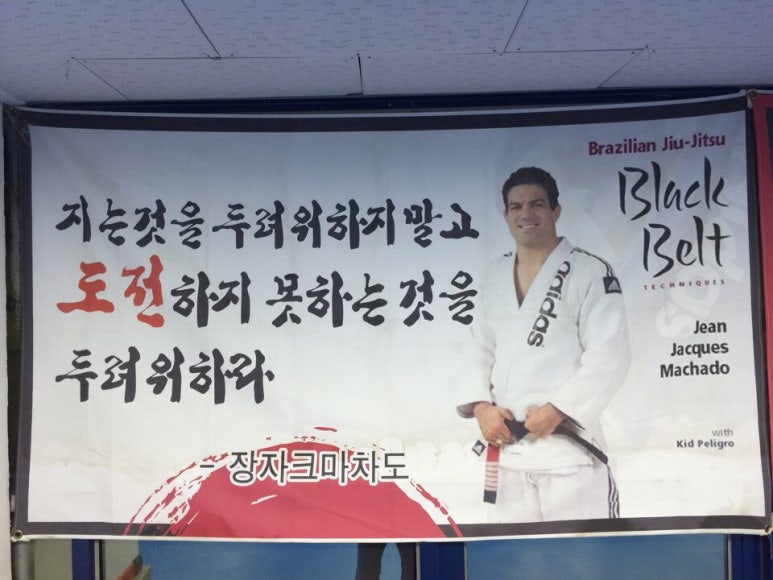 지는것을 두려워하지말고
도전하지 못하는것을
두려워하라
- 장자크마차도
Brazilian Jiu-Jitsu
Black
Belt
TECHNIQUES
Jean
Jacques
Machado
with
Kid Peligro
adidas